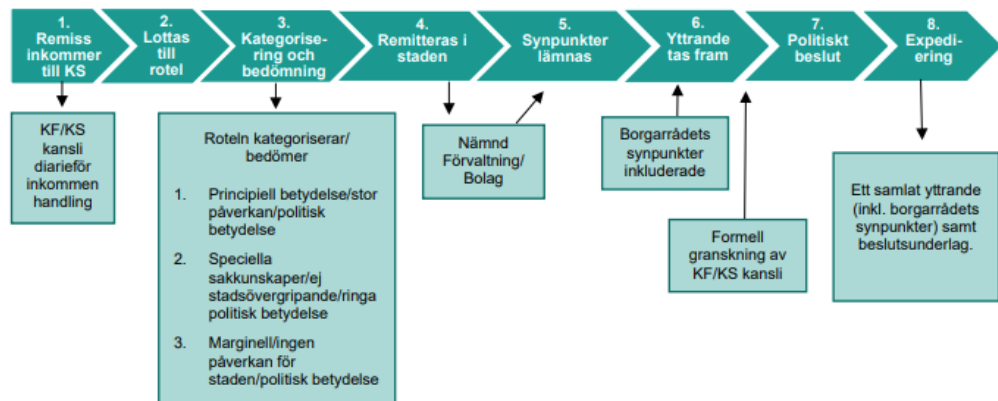 1.
Remiss
inkommer
till KS
2.
Lottas
till
rotel
3.
Kategorise-
ring och
bedömning
4.
Remitteras i
staden
5.
Synpunkter
lämnas
6.
Yttrande
tas fram
7.
Politiskt
beslut
8.
Expedi-
ering
KF/KS
kansli
diarieför
inkommen
handling
Roteln kategoriserar/
bedömer
1. Principiell betydelse/stor
påverkan/politisk
betydelse
2. Speciella
sakkunskaper/ej
stadsövergripande/ringa
politisk betydelse
3. Marginell/ingen
påverkan för
staden/politisk betydelse
Nämnd
Förvaltning/
Bolag
Borgarrådets
synpunkter
inkluderade
Formell
granskning av
KF/KS kansli
Ett samlat yttrande
(inkl. borgarrådets
synpunkter) samt
beslutsunderlag.